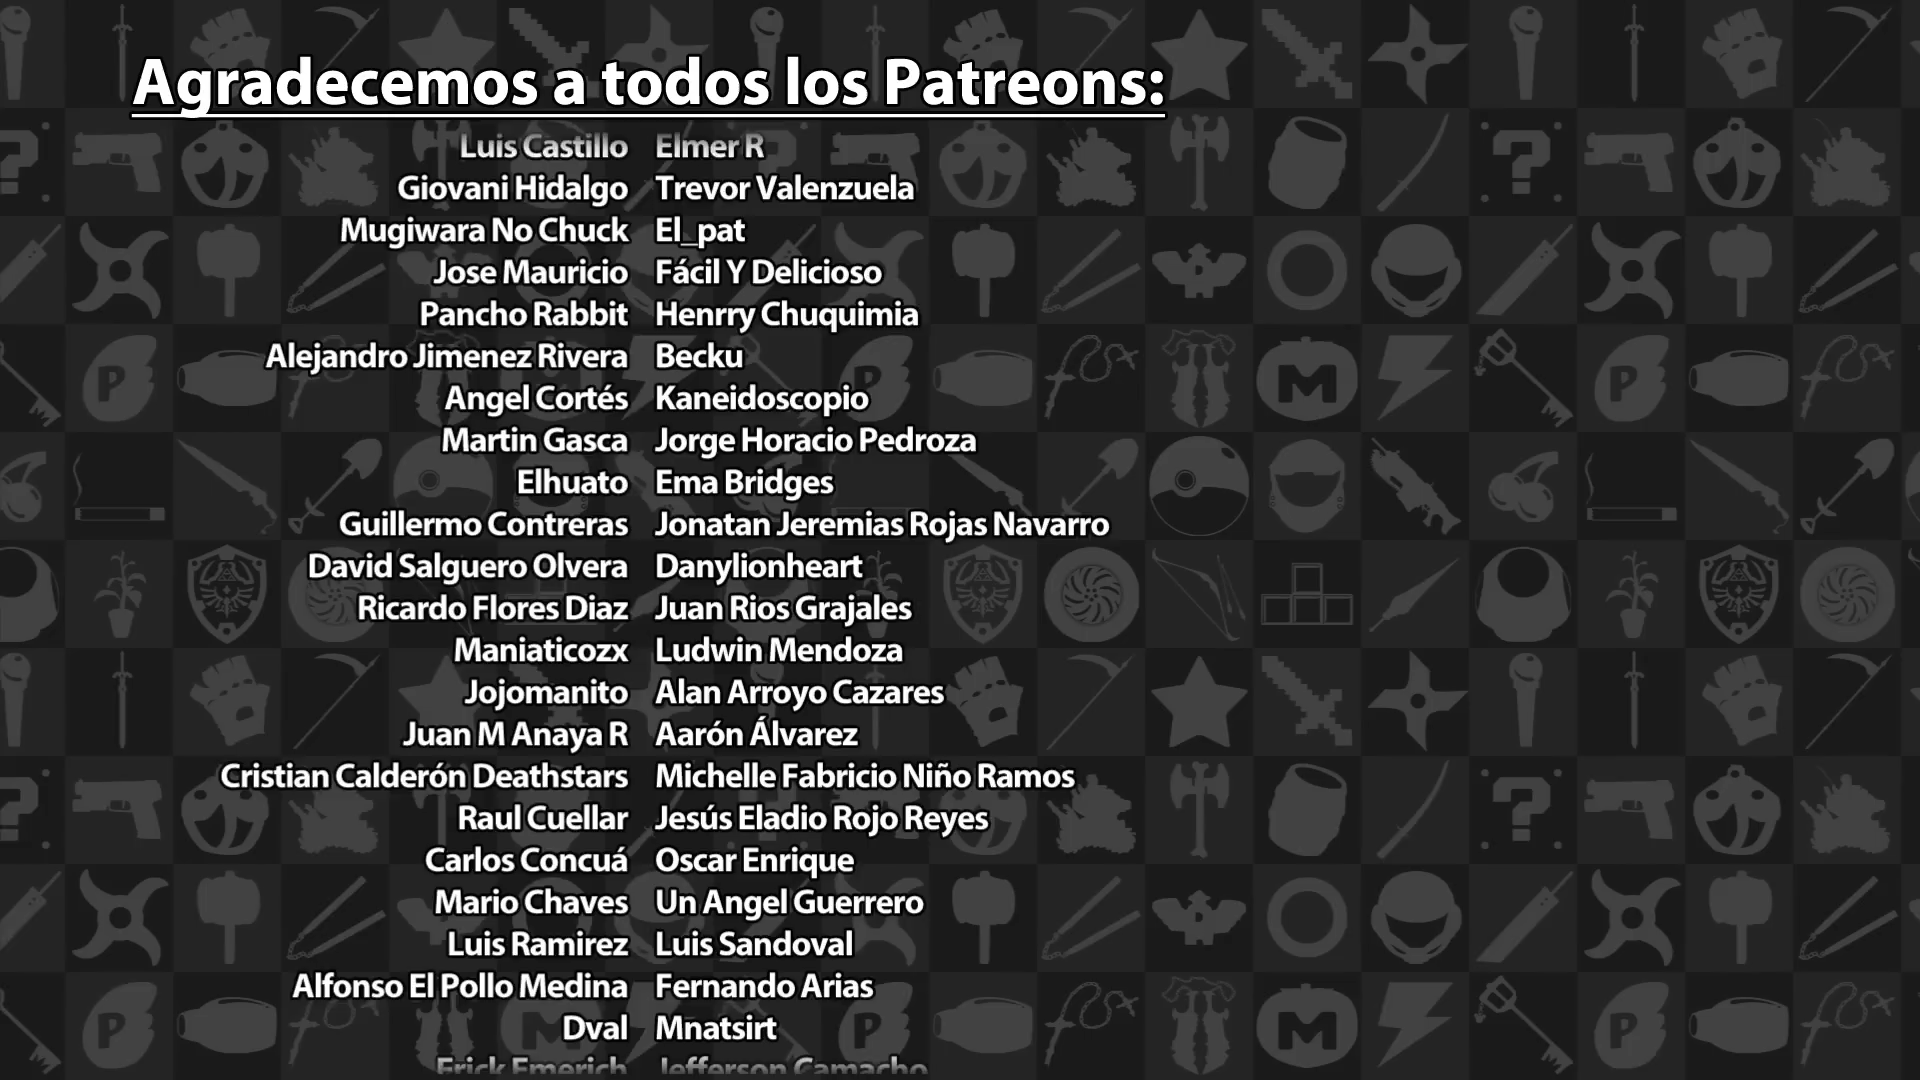 Agradecemos a todos los Patreons:
Luis Castillo Elmer R
Giovani Hidalgo Trevor Valenzuela
Mugiwara No Chuck El_pat
Jose Mauricio Fácil Y Delicioso
Pancho Rabbit Henrry Chuquimia
Alejandro Jimenez Rivera Becku
Angel Cortés Kaneidoscopio
Martin Gasca Jorge Horacio Pedroza
Elhuato Ema Bridges
Guillermo Contreras Jonatan Jeremias Rojas Navarro
David Salguero Olvera Danylionheart
Ricardo Flores Diaz Juan Rios Grajales
Maniaticozx Ludwin Mendoza
Jojomanito Alan Arroyo Cazares
Juan M Anaya R Aarón Álvarez
Cristian Calderón Deathstars Michelle Fabricio Niño Ramos
Raul Cuellar Jesús Eladio Rojo Reyes
Carlos Concuá Oscar Enrique
Mario Chaves Un Angel Guerrero
Luis Ramirez Luis Sandoval
Alfonso El Pollo Medina Fernando Arias
Dval Mnatsirt
Erick Emerich Jefferson Camacho